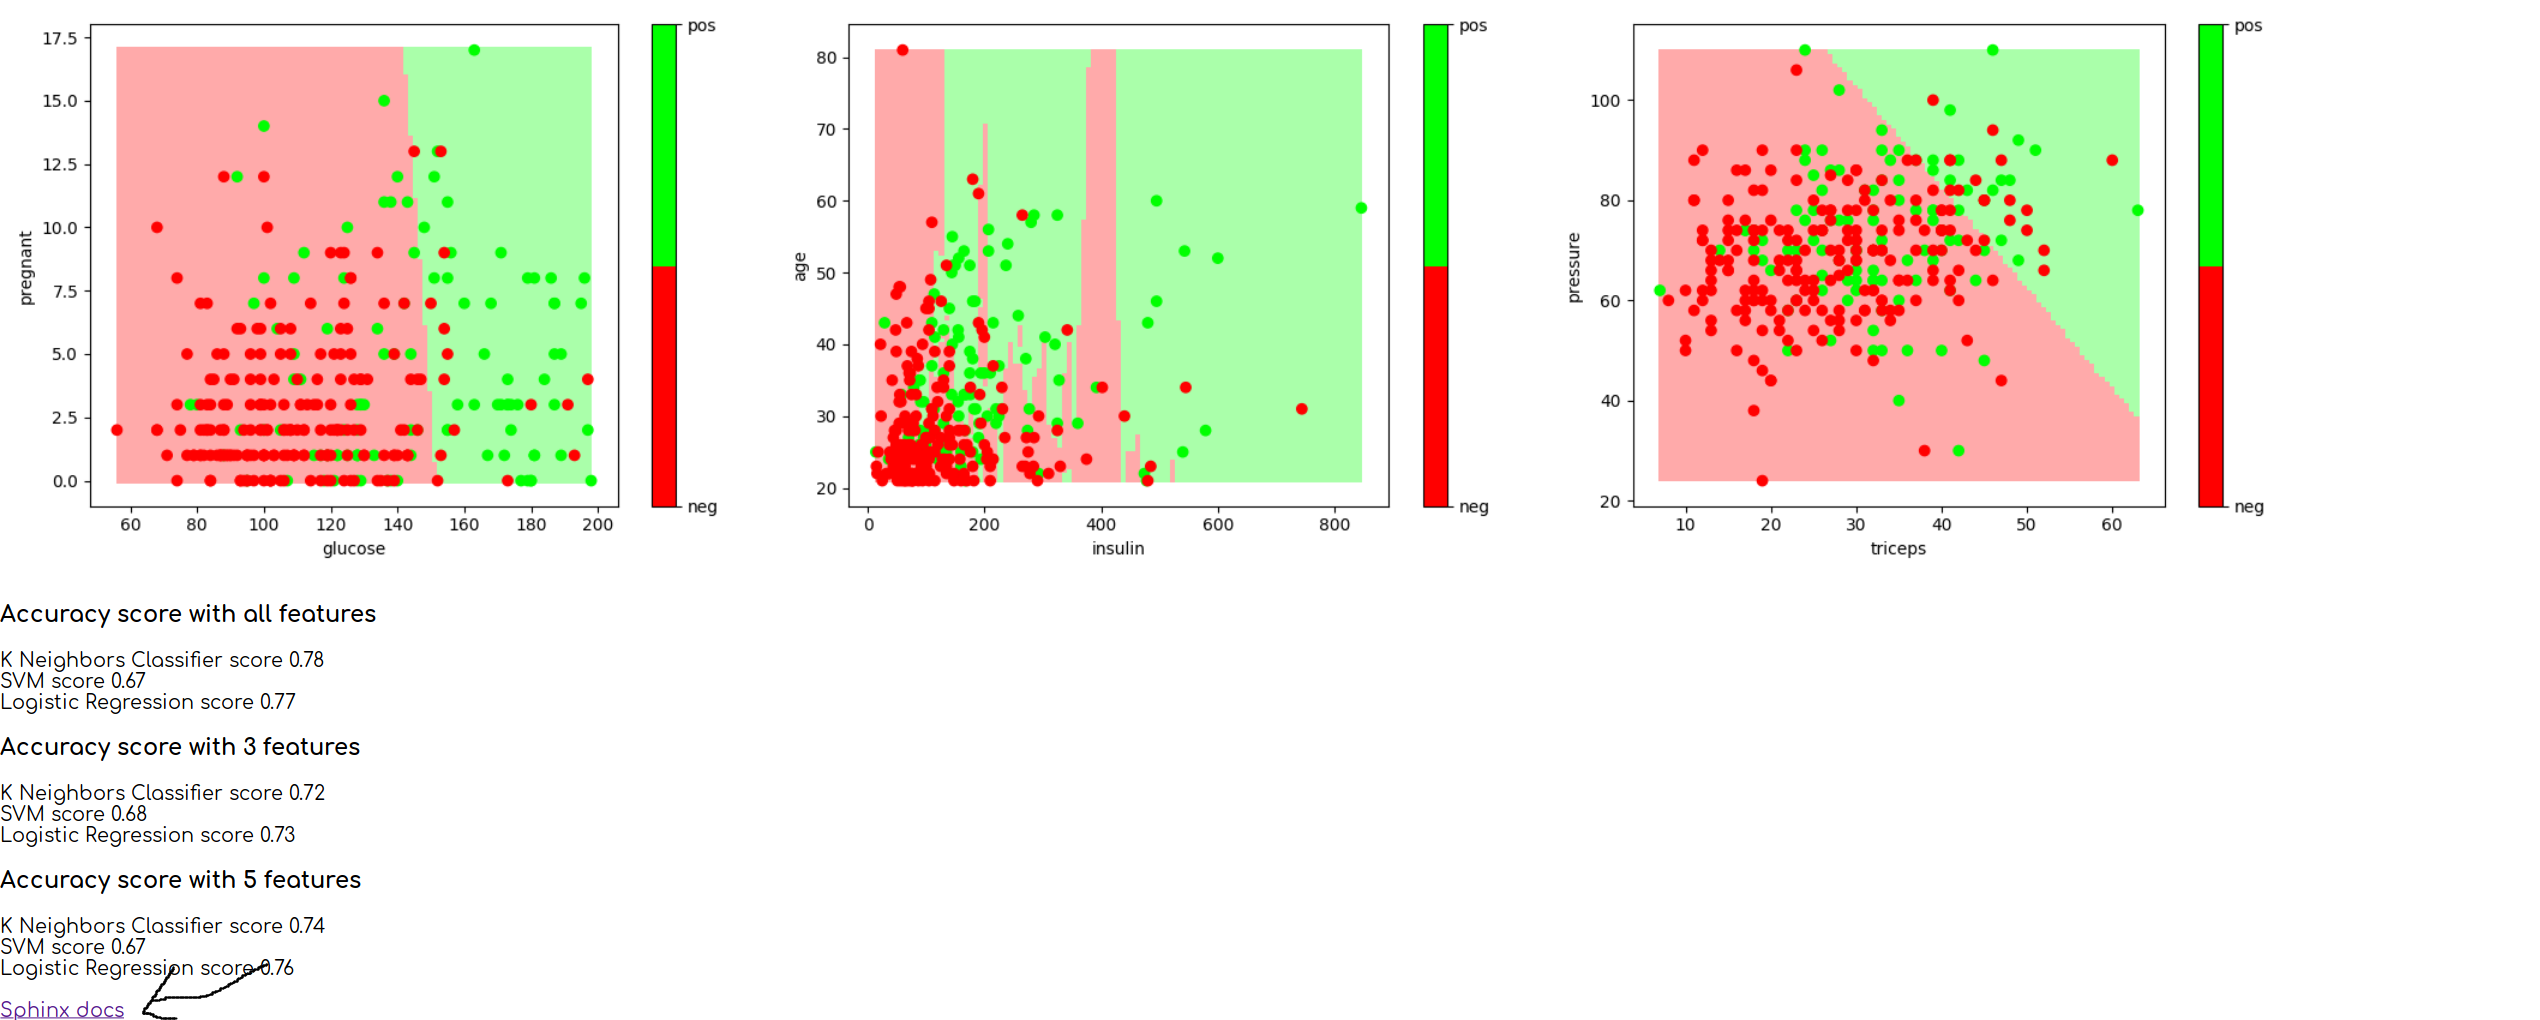 17.5
15.0
12.5
10.0
7.5
5.0
2.5
0.0
pregnant
60 80 100 120 140 160 180 200
glucose
pos
neg
80
70
60
50
40
30
20
age
0 200 400 600 800
insulin
pos
neg
100
80
60
40
20
pressure
10 20 30 40 50 60
triceps
pos
neg
Accuracy score with all features
K Neighbors Classifier score 0.78
SVM score 0.67
Logistic Regression score 0.77
Accuracy score with 3 features
K Neighbors Classifier score 0.72
SVM score 0.68
Logistic Regression score 0.73
Accuracy score with 5 features
K Neighbors Classifier score 0.74
SVM score 0.67
Logistic Regression score 0.76
Sphinx docs